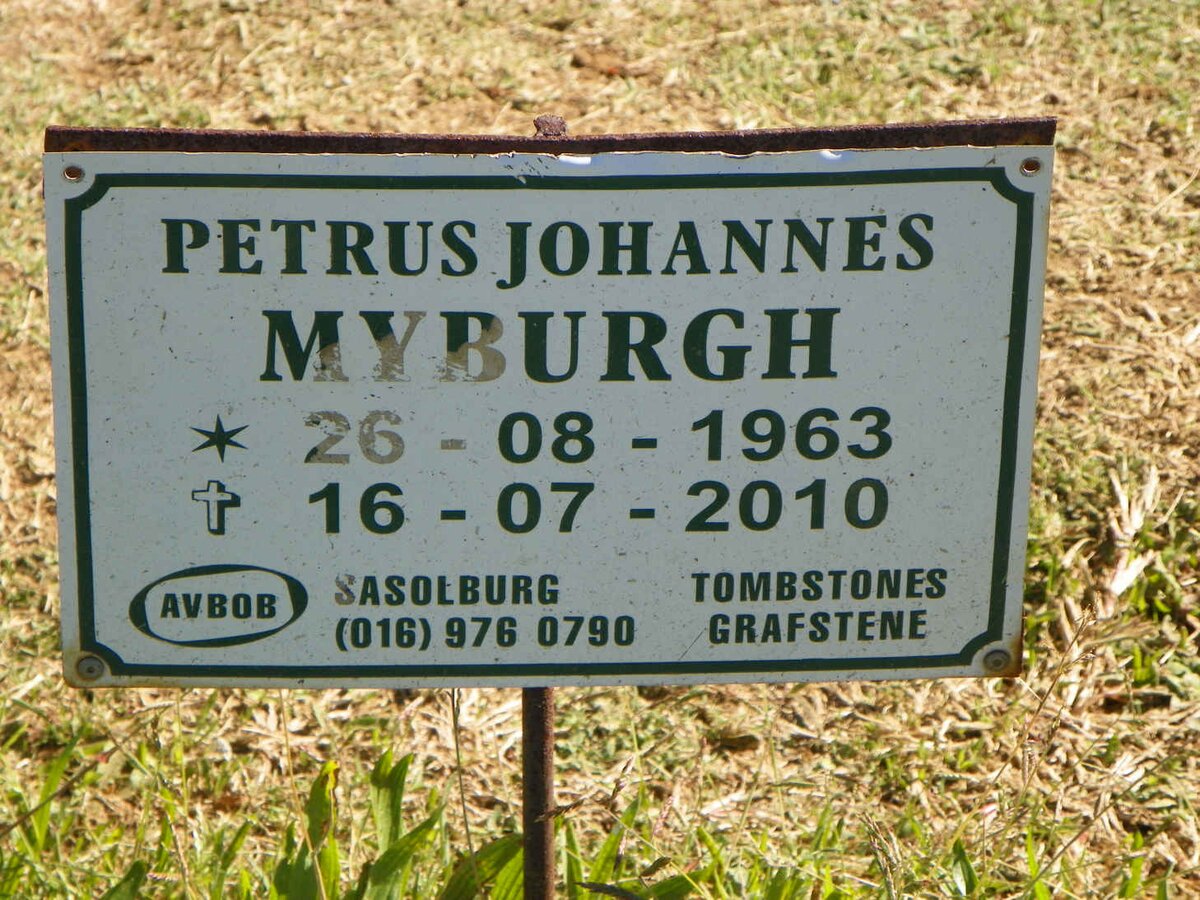 PETRUS JOHANNES
MYBURGH
26 - 08 - 1963
16 - 07 - 2010
AVBOB
SASOLBURG
(016) 976 0790
TOMBSTONES
GRAFSTENE